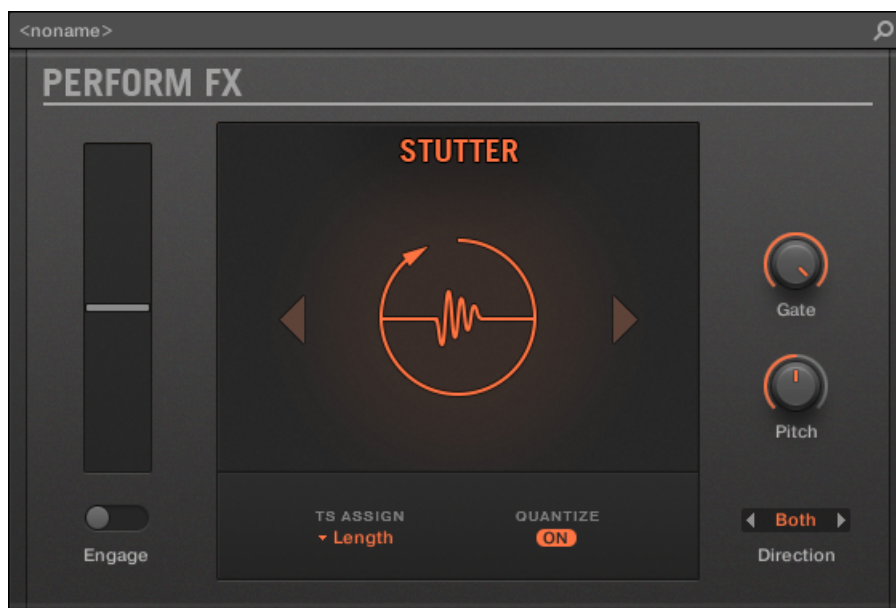 <noname>
PERFORM FX
STUTTER
Gate
Pitch
TS ASSIGN
Length
QUANTIZE
ON
Both
Direction
Engage